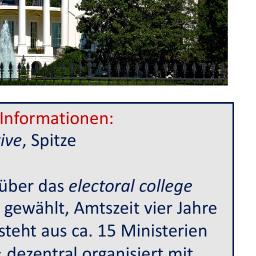 Informationen:
ive, Spitze
über das electoral college
gewählt, Amtszeit vier Jahre
steht aus ca. 15 Ministerien
dezentral organisiert mit